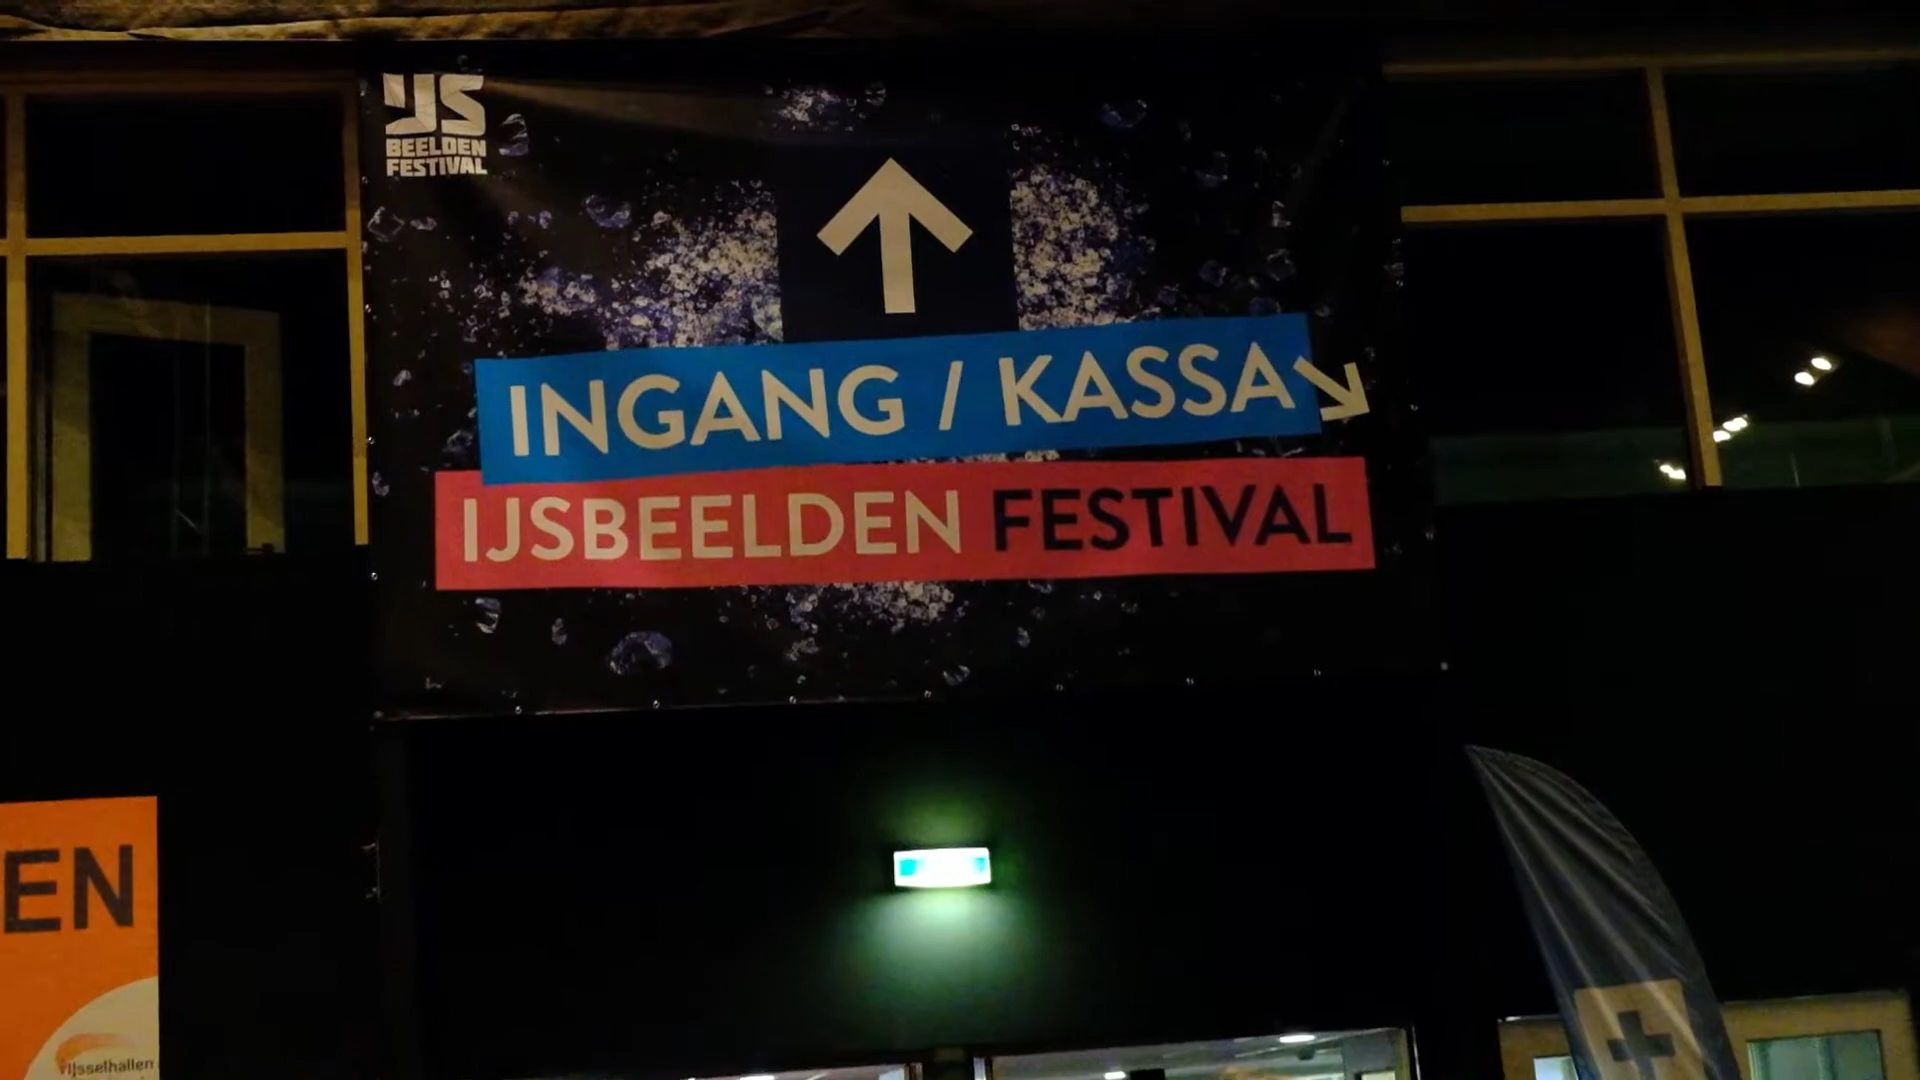 IJS
BEELDEN
FESTIVAL
INGANG / KASSA
IJSBEELDEN FESTIVAL
EN
IJsselhallen